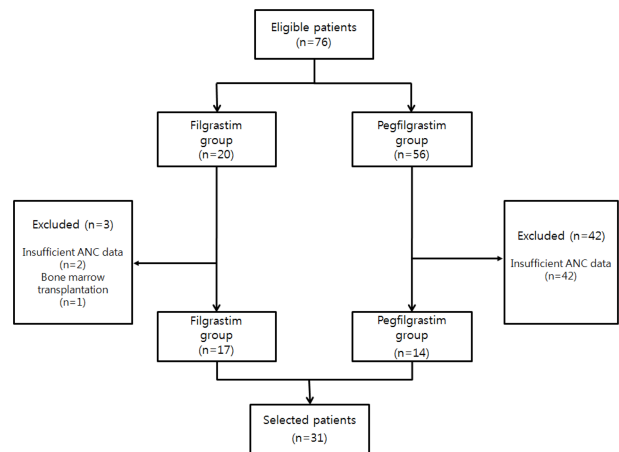 Eligible patients
(n=76)
Filgrastim
group
(n=20)
Pegfilgrastim
group
(n=56)
Excluded (n=3)
Insufficient ANC data
(n=2)
Bone marrow
transplantation
(n=1)
Excluded (n=42)
Insufficient ANC data
(n=42)
Filgrastim
group
(n=17)
Pegfilgrastim
group
(n=14)
Selected patients
(n=31)